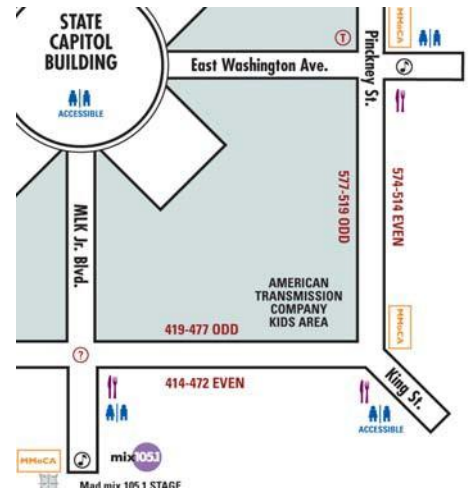 STATE
CAPITOL
BUILDING
ACCESSIBLE
T
MMoCA
Pinckney St.
East Washington Ave.
577-519 ODD
574-514 EVEN
MLK Jr. Blvd.
AMERICAN
TRANSMISSION
COMPANY
KIDS AREA
MMoCA
419-477 ODD
?
414-472 EVEN
King St.
ACCESSIBLE
MMoCA
mix105.1
Mad mix 105.1 STAGE